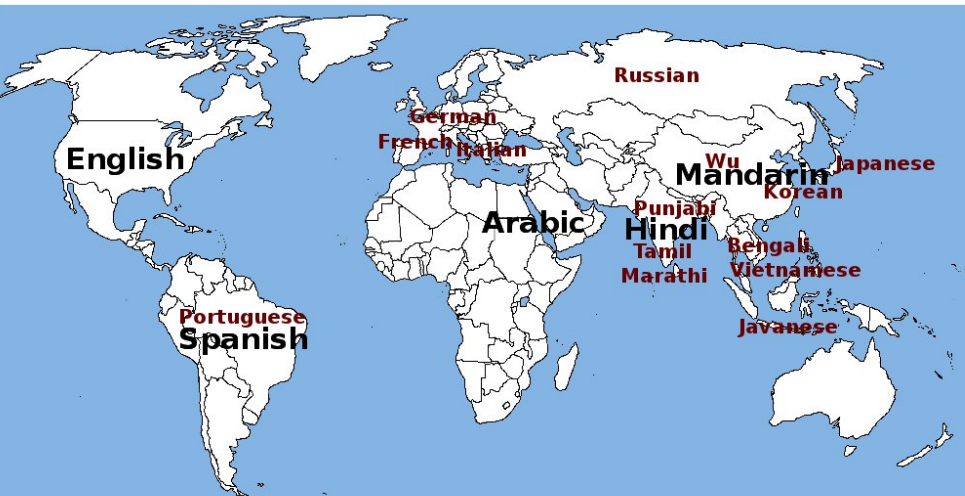 Russian
German
French
Italian
English
Wu
Mandarin
Japanese
Korean
Punjabi
Arabic
Hindi
Tamil
Bengali
Marathi
Vietnamese
Portuguese
Spanish
Javanese